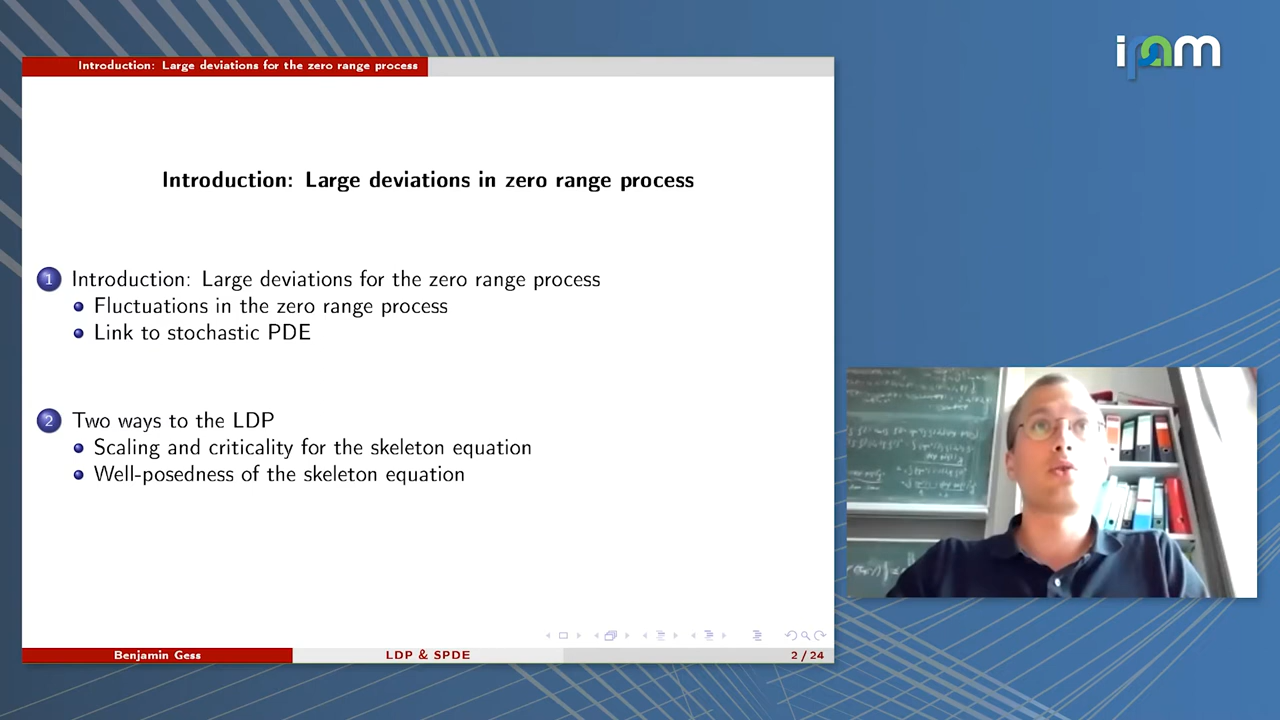 ipam
Introduction: Large deviations for the zero range process
Introduction: Large deviations in zero range process
1 Introduction: Large deviations for the zero range process
Fluctuations in the zero range process
Link to stochastic PDE
2 Two ways to the LDP
Scaling and criticality for the skeleton equation
Well-posedness of the skeleton equation
Benjamin Gess
LDP & SPDE
2 / 24